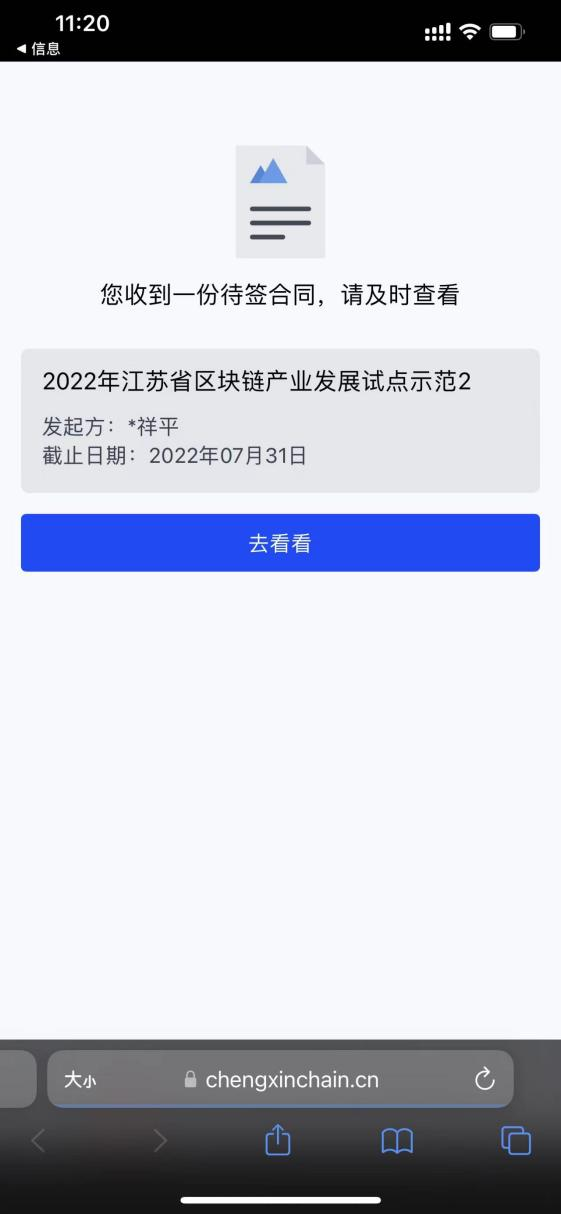 11:20
◀ 信息
您收到一份待签合同，请及时查看
2022年江苏省区块链产业发展试点示范2
发起方：*祥平
截止日期：2022年07月31日
去看看
大小 chengxinchain.cn